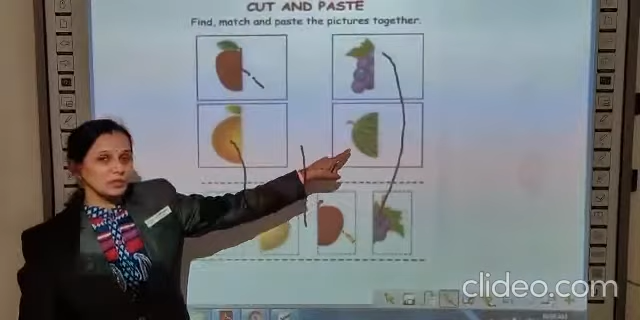 CUT AND PASTE
Find, match and paste the pictures together.
clideo.com